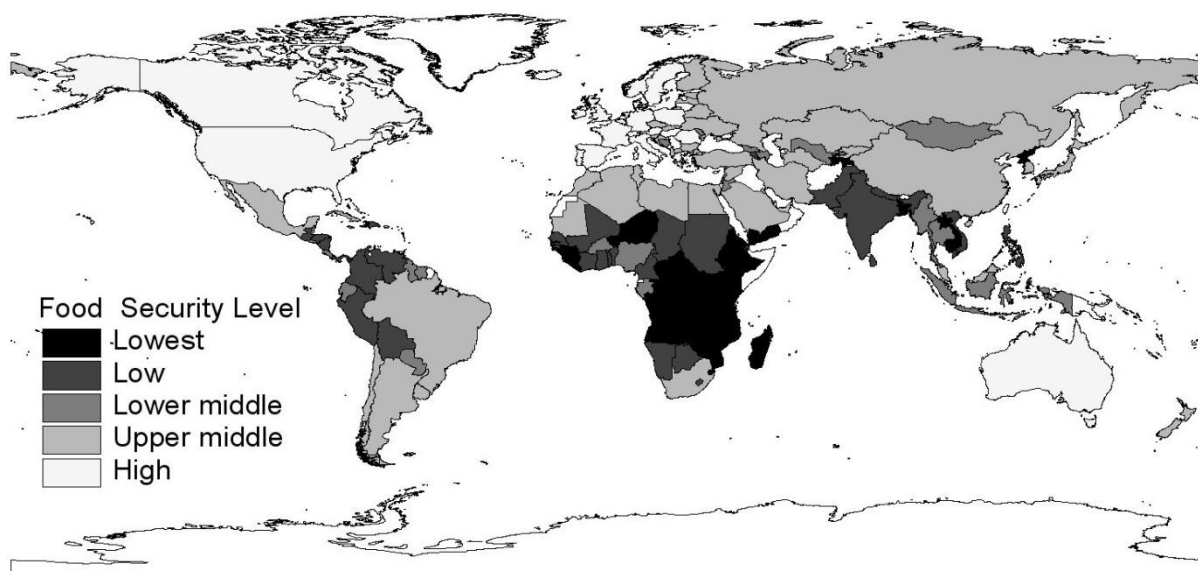 Food Security Level
Lowest
Low
Lower middle
Upper middle
High